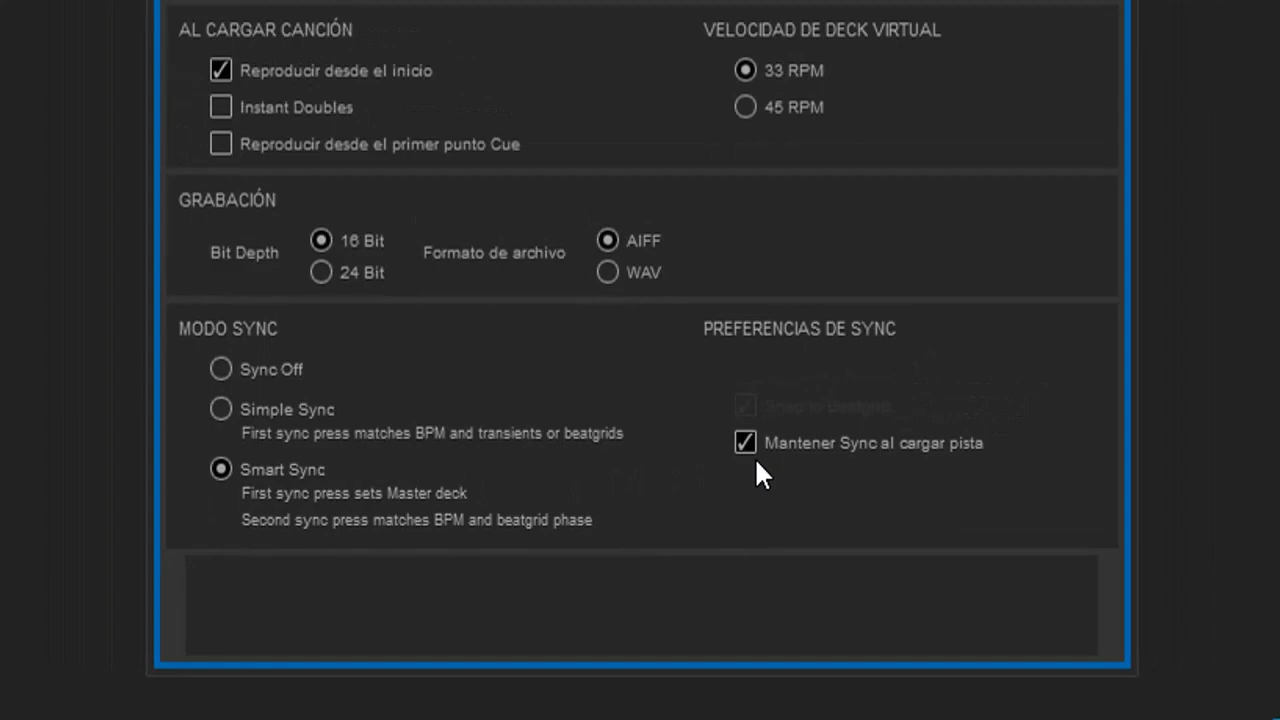 AL CARGAR CANCIÓN
Reproducir desde el inicio
Instant Doubles
Reproducir desde el primer punto Cue
VELOCIDAD DE DECK VIRTUAL
33 RPM
45 RPM
GRABACIÓN
Bit Depth
16 Bit
24 Bit
Formato de archivo
AIFF
WAV
MODO SYNC
Sync Off
Simple Sync
First sync press matches BPM and transients or beatgrids
Smart Sync
First sync press sets Master deck
Second sync press matches BPM and beatgrid phase
PREFERENCIAS DE SYNC
Snap to Beatgrid
Mantener Sync al cargar pista